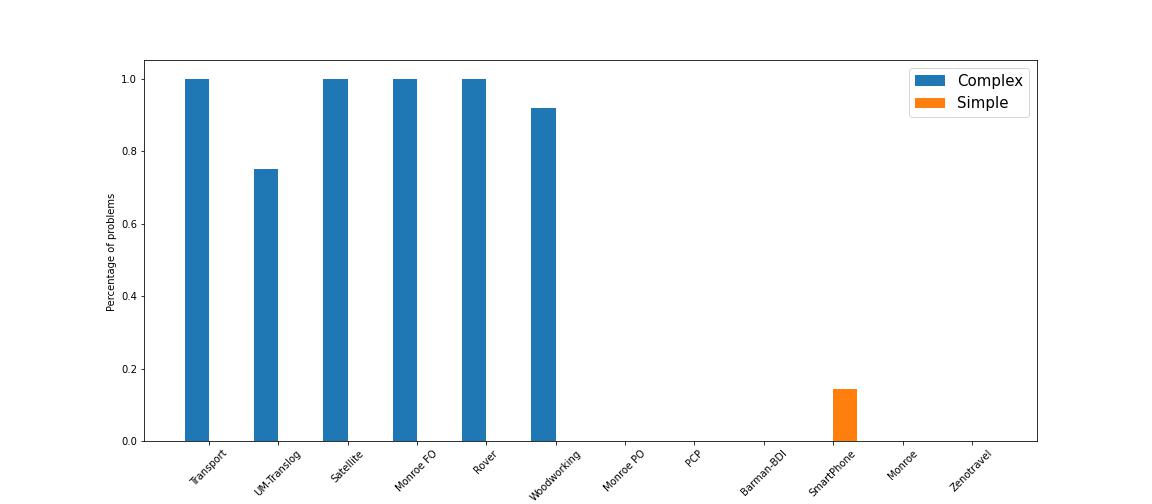 Complex
Simple
1.0
0.8
0.6
0.4
0.2
0.0
Percentage of problems
Transport
UM-Translog
Satellite
Monroe FO
Rover
Woodworking
Monroe PO
PCP
Barman-BDI
SmartPhone
Monroe
Zenotravel